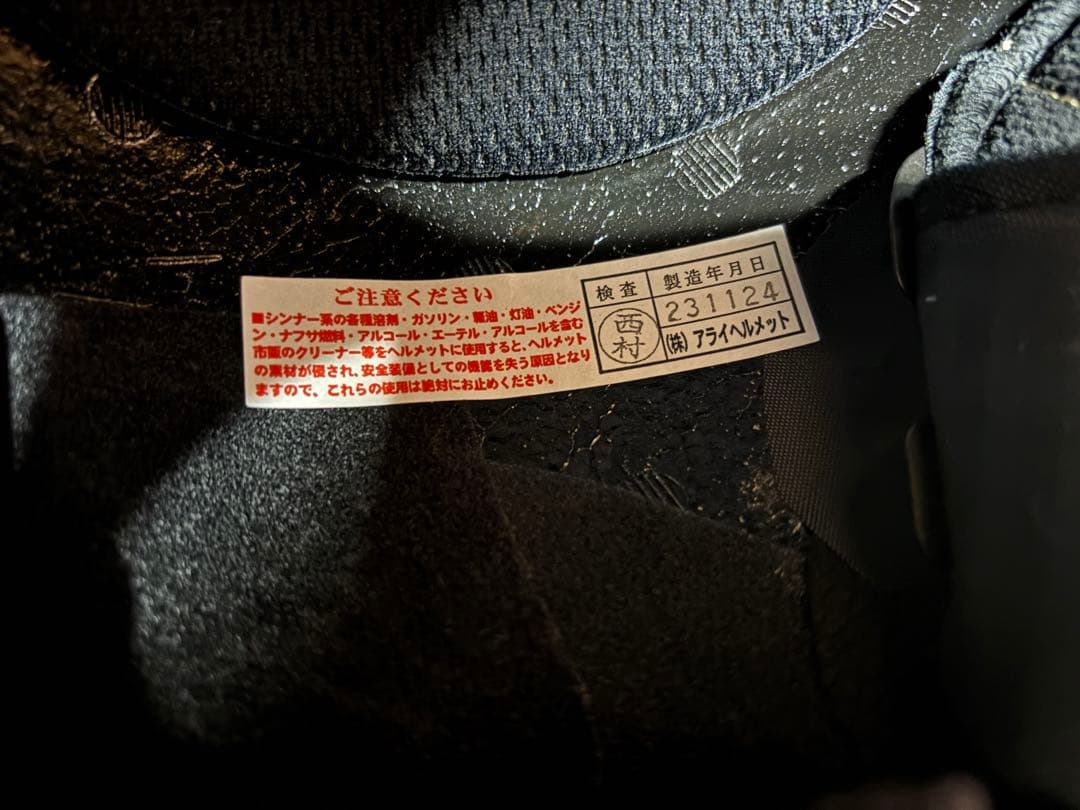 ご注意ください
■シンナー系の各種溶剤・ガソリン・軽油・灯油・ベンジ
ン・ナフサ燃料・アルコール・エーテル・アルコールを含む
市販のクリーナー等をヘルメットに使用すると、ヘルメット
の素材が侵され、安全装備としての機能を失う原因となり
ますので、これらの使用は絶対にお止めください。
検査
西村
製造年月日
231124
(株) アライヘルメット